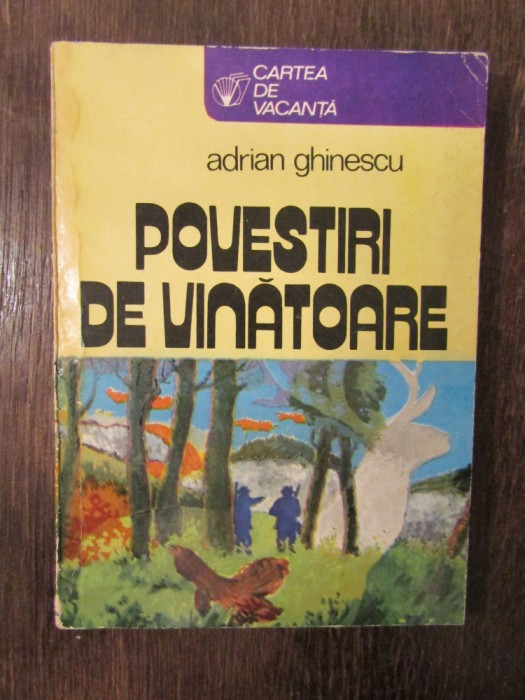 CARTEA
DE
VACANȚĂ
adrian ghinescu
POVESTIRI
DE VINĂTOARE